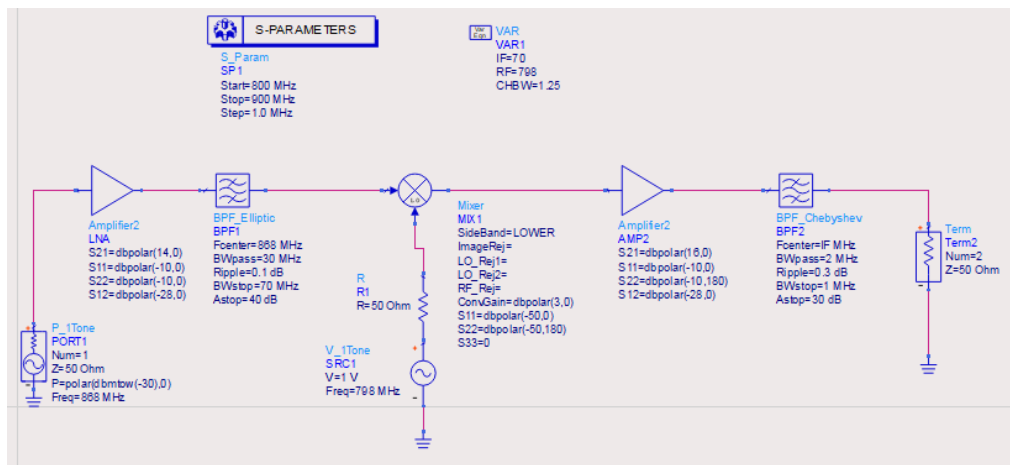 S-PARAMETERS
S_Param
SP1
Start=800 MHz
Stop=900 MHz
Step=1.0 MHz
Var
Eqn
VAR
VAR1
IF=70
RF=798
CHBW=1.25
Amplifier2
LNA
S21=dbpolar(14,0)
S11=dbpolar(-10,0)
S22=dbpolar(-10,0)
S12=dbpolar(-28,0)
BPF_Elliptic
BPF1
Fcenter=868 MHz
BWpass=30 MHz
Ripple=0.1 dB
BWstop=70 MHz
Astop=40 dB
LO
Mixer
MIX1
SideBand=LOWER
ImageRej=
LO_Rej1=
LO_Rej2=
RF_Rej=
ConvGain=dbpolar(3,0)
S11=dbpolar(-50,0)
S22=dbpolar(-50,180)
S33=0
Amplifier2
AMP2
S21=dbpolar(16,0)
S11=dbpolar(-10,0)
S22=dbpolar(-10,180)
S12=dbpolar(-28,0)
BPF_Chebyshev
BPF2
Fcenter=IF MHz
BWpass=2 MHz
Ripple=0.3 dB
BWstop=1 MHz
Astop=30 dB
Term
Term2
Num=2
Z=50 Ohm
R
R1
R=50 Ohm
P_1Tone
PORT1
Num=1
Z=50 Ohm
P=polar(dbmtow(-30),0)
Freq=868 MHz
V_1Tone
SRC1
V=1 V
Freq=798 MHz